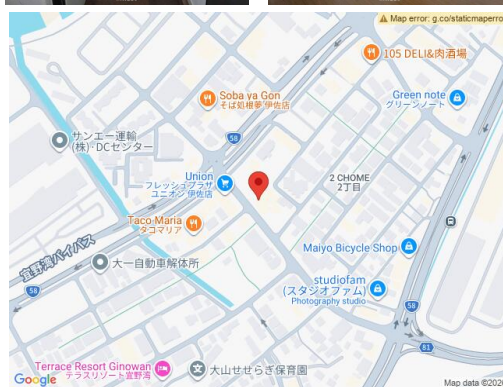 Map error: g.co/staticmaperro
105 DELI&肉酒場
Soba ya Gon
そば処根夢 伊佐店
Green note
グリーンノート
サンエー運輸
(株)-DCセンター
58
Union
フレッシュプラザ
ユニオン 伊佐店
2 CHOME
2丁目
Taco Maria
タコマリア
宜野湾バイパス
Maiyo Bicycle Shop
大一自動車解体所
studiofam
(スタジオファム)
Photography studio
58
58
81
Terrace Resort Ginowan
テラスリゾート宜野湾
大山せせらぎ保育園
Google
Map data ©202